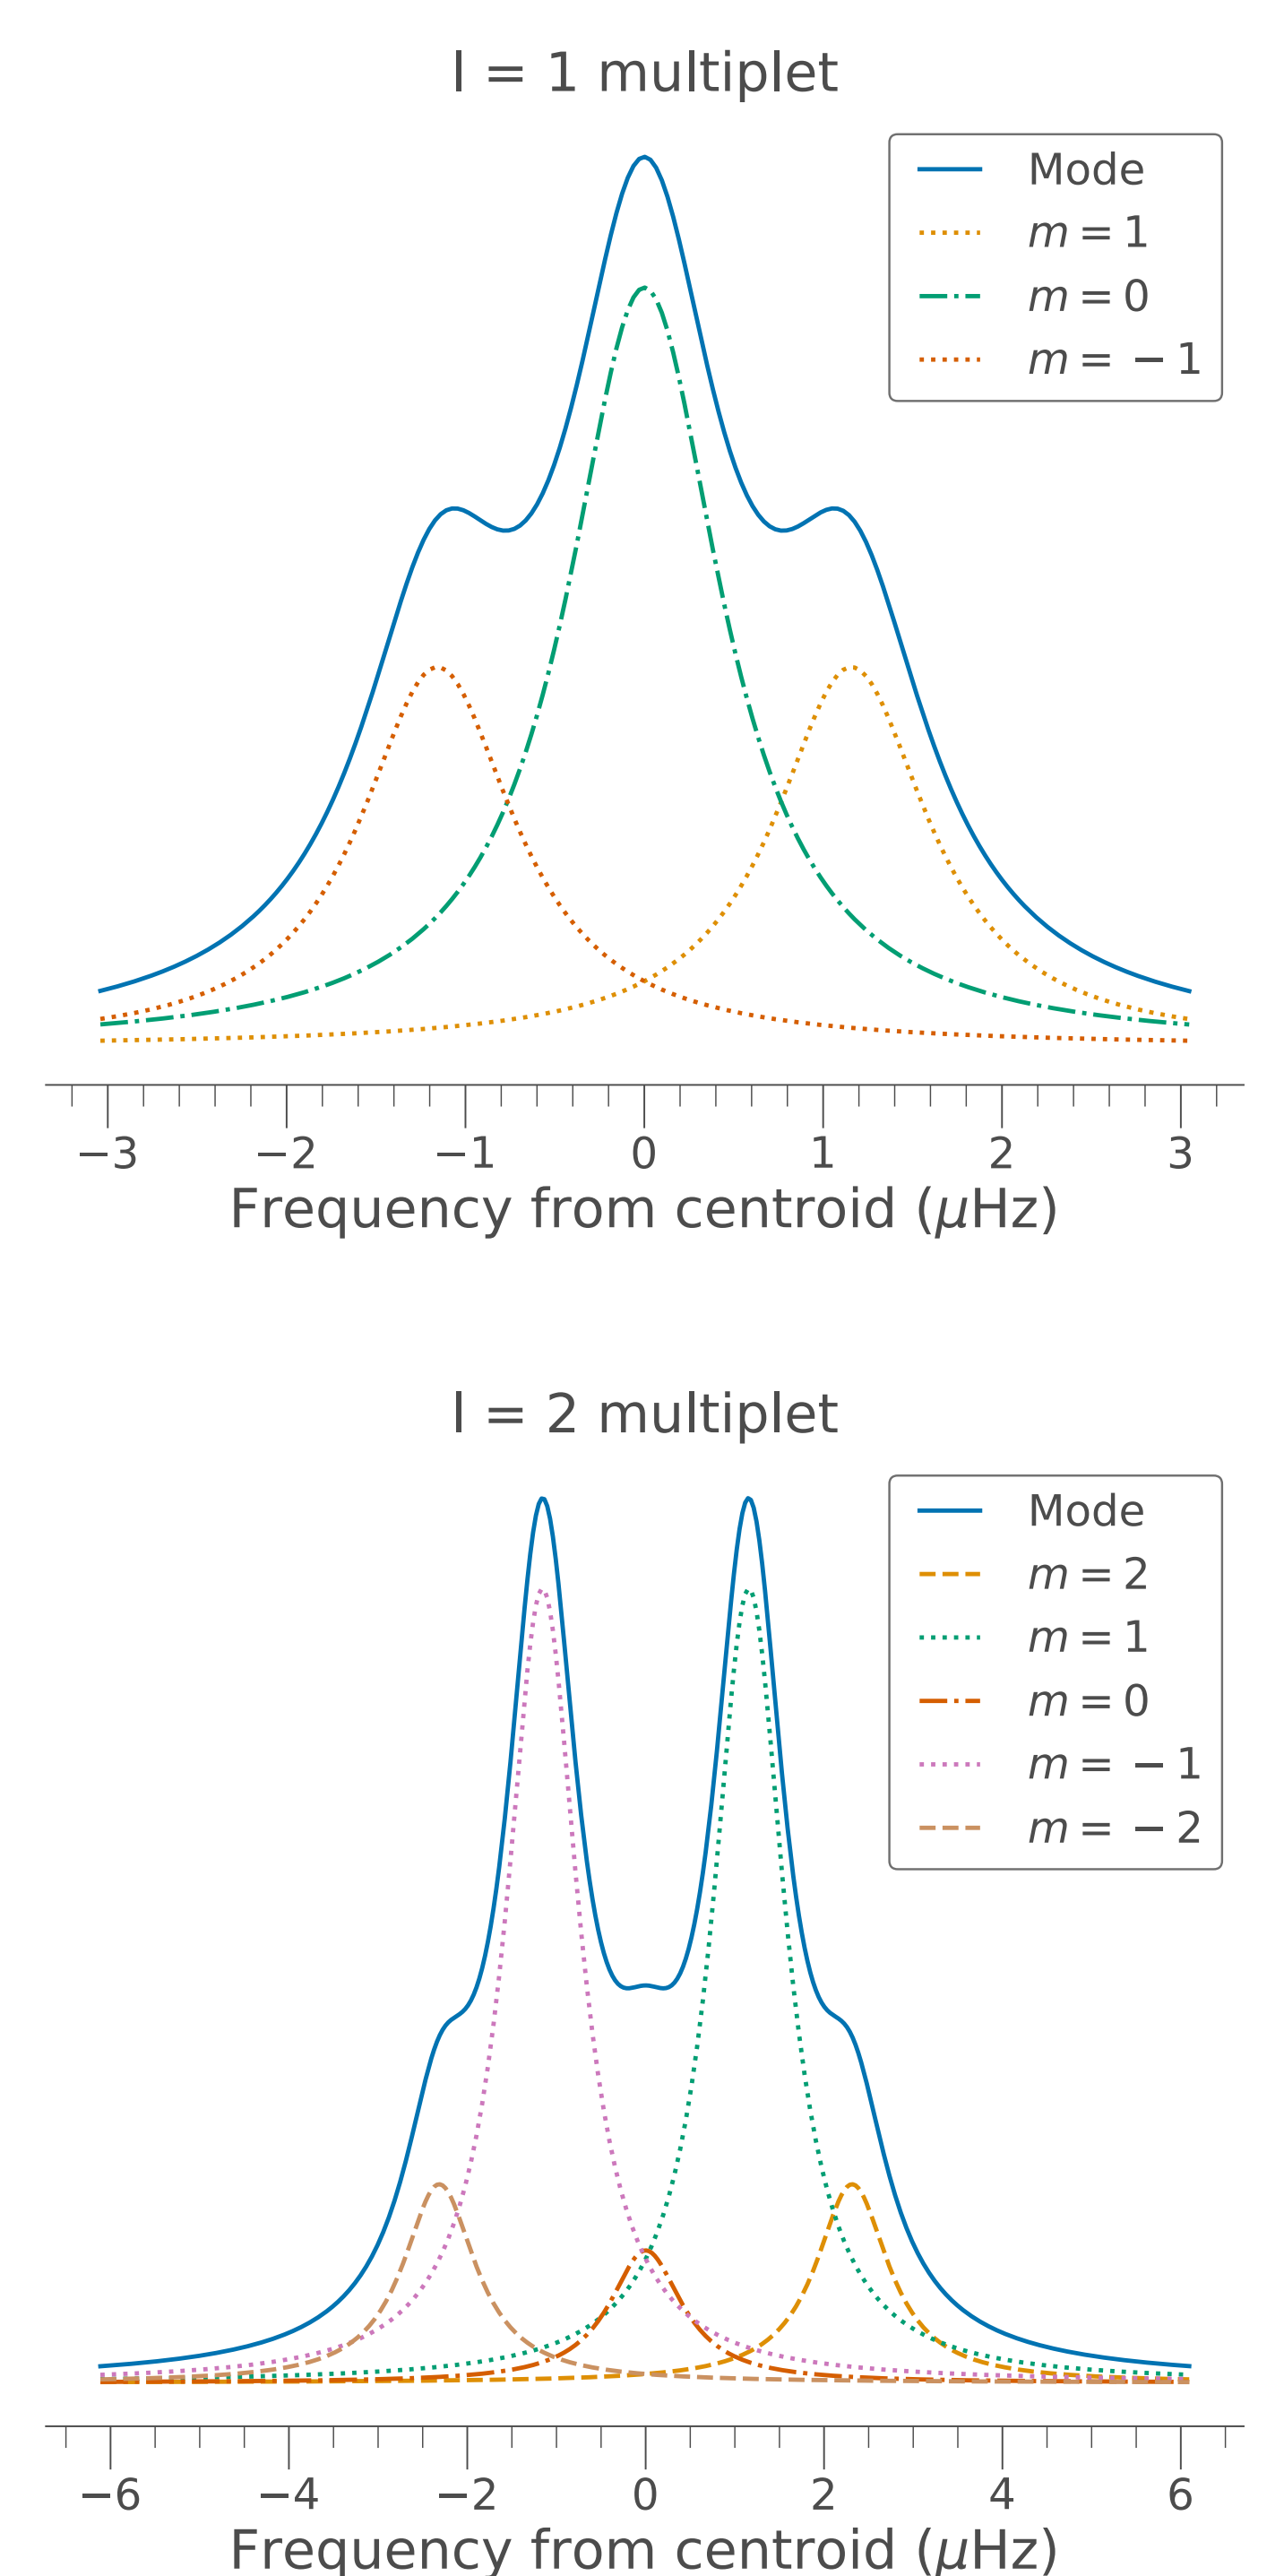 l = 1 multiplet
Mode
m = 1
m = 0
m = −1
−3 −2 −1 0 1 2 3
Frequency from centroid (μHz)
l = 2 multiplet
Mode
m = 2
m = 1
m = 0
m = −1
m = −2
−6 −4 −2 0 2 4 6
Frequency from centroid (μHz)